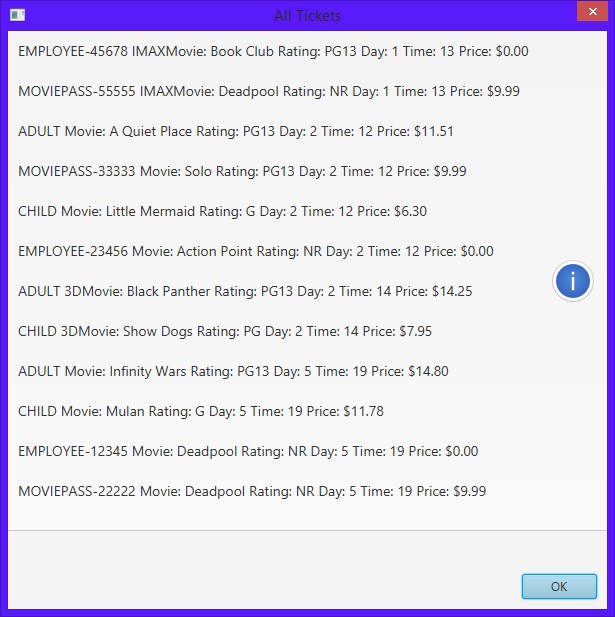 All Tickets
EMPLOYEE-45678 IMAXMovie: Book Club Rating: PG13 Day: 1 Time: 13 Price: $0.00
MOVIEPASS-55555 IMAXMovie: Deadpool Rating: NR Day: 1 Time: 13 Price: $9.99
ADULT Movie: A Quiet Place Rating: PG13 Day: 2 Time: 12 Price: $11.51
MOVIEPASS-33333 Movie: Solo Rating: PG13 Day: 2 Time: 12 Price: $9.99
CHILD Movie: Little Mermaid Rating: G Day: 2 Time: 12 Price: $6.30
EMPLOYEE-23456 Movie: Action Point Rating: NR Day: 2 Time: 12 Price: $0.00
ADULT 3DMovie: Black Panther Rating: PG13 Day: 2 Time: 14 Price: $14.25
CHILD 3DMovie: Show Dogs Rating: PG Day: 2 Time: 14 Price: $7.95
ADULT Movie: Infinity Wars Rating: PG13 Day: 5 Time: 19 Price: $14.80
CHILD Movie: Mulan Rating: G Day: 5 Time: 19 Price: $11.78
EMPLOYEE-12345 Movie: Deadpool Rating: NR Day: 5 Time: 19 Price: $0.00
MOVIEPASS-22222 Movie: Deadpool Rating: NR Day: 5 Time: 19 Price: $9.99
OK